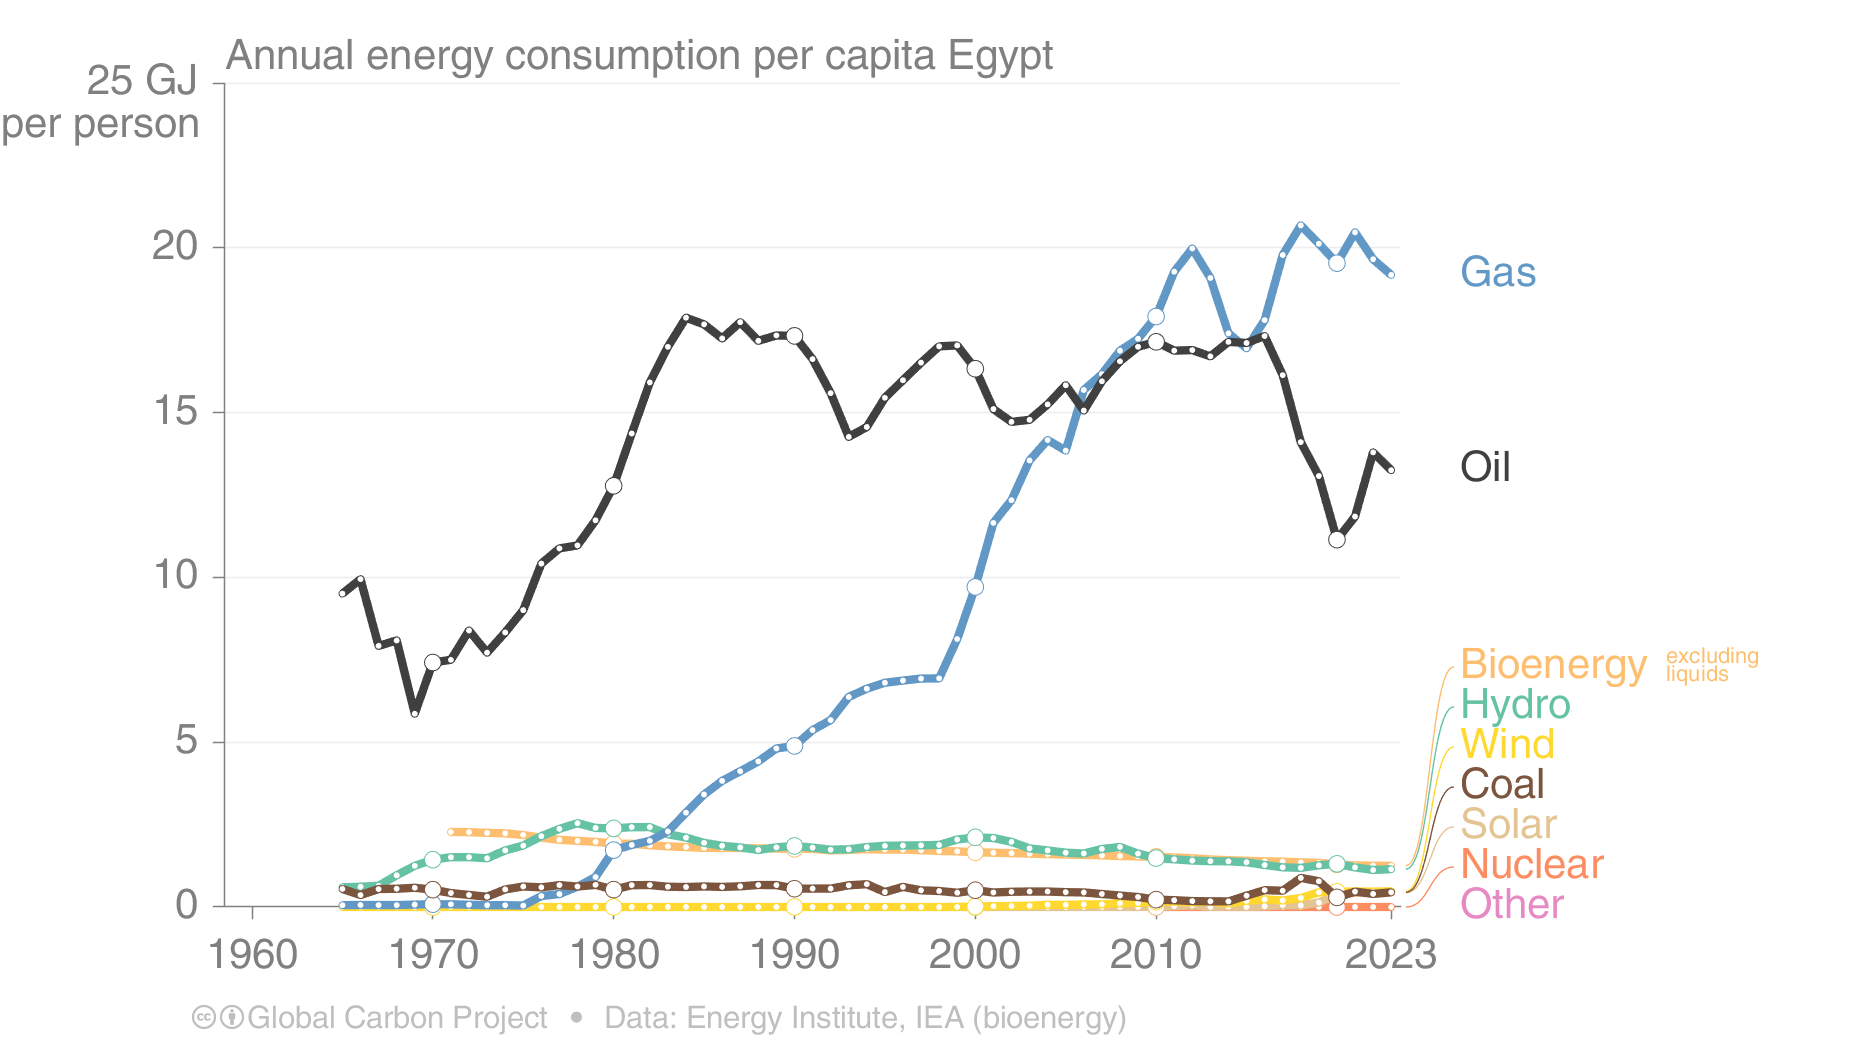 Annual energy consumption per capita Egypt
25 GJ
per person
20
15
10
5
0
Gas
Oil
Bioenergy excluding liquids
Hydro
Wind
Coal
Solar
Nuclear
Other
1960 1970 1980 1990 2000 2010 2023
cc Global Carbon Project • Data: Energy Institute, IEA (bioenergy)